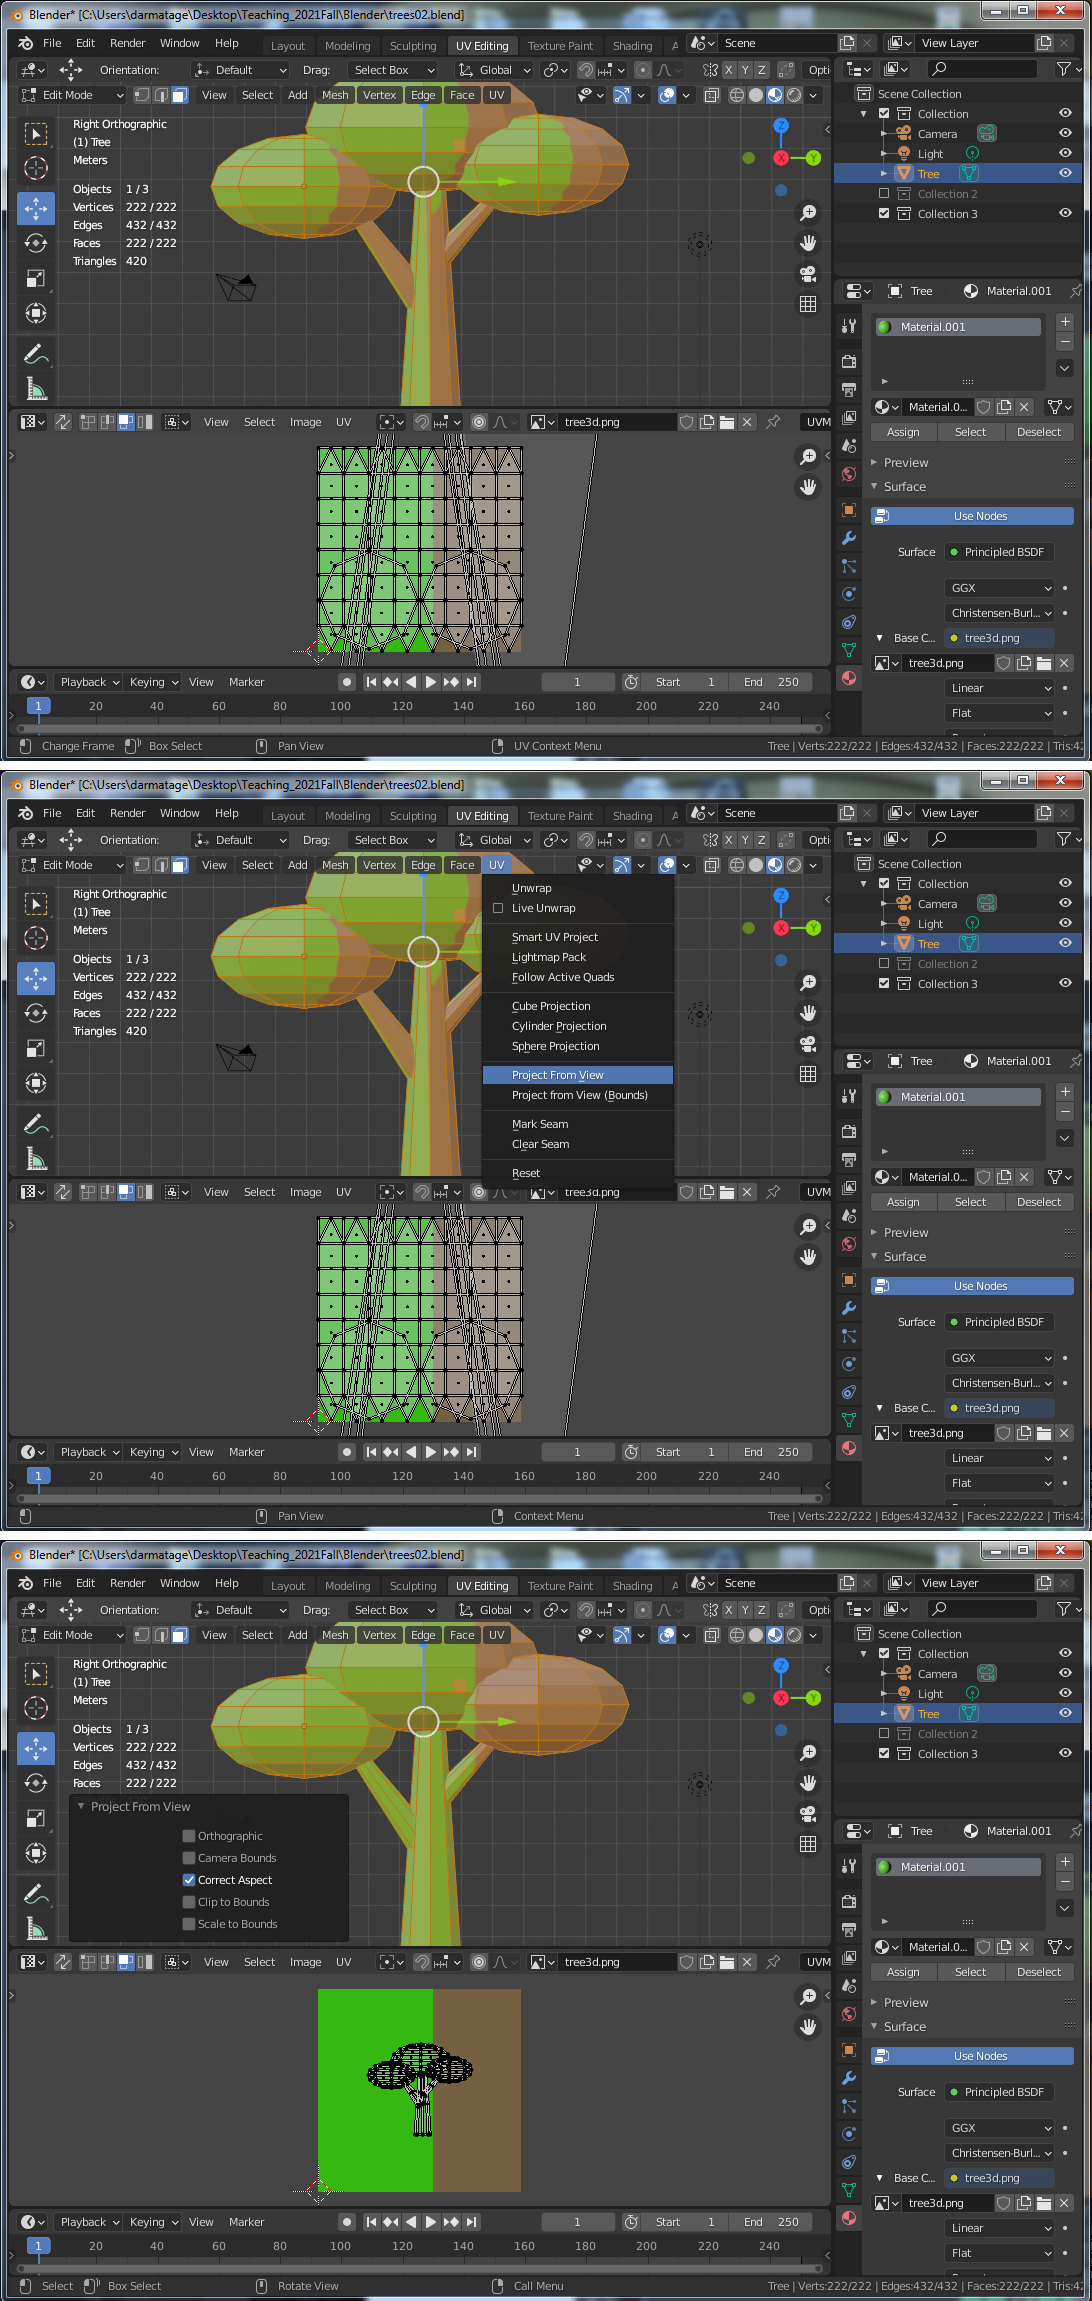 Blender* [C:\Users\darmatage\Desktop\Teaching_2021Fall\Blender\trees02.blend]
File Edit Render Window Help Layout Modeling Sculpting UV Editing Texture Paint Shading A Scene View Layer
Orientation: Default Drag: Select Box Global X Y Z Opti
Edit Mode View Select Add Mesh Vertex Edge Face UV
Scene Collection
Collection
Camera
Light
Tree
Collection 2
Collection 3
Right Orthographic
(1) Tree
Meters
Objects 1 / 3
Vertices 222 / 222
Edges 432 / 432
Faces 222 / 222
Triangles 420
Z
X Y
Tree Material.001
Material.001
Material.0...
Assign Select Deselect
Preview
Surface
Use Nodes
Surface Principled BSDF
GGX
Christensen-Burl...
Base C... tree3d.png
tree3d.png
Linear
Flat
View Select Image UV tree3d.png UVM
Playback Keying View Marker 1 Start 1 End 250
1 20 40 60 80 100 120 140 160 180 200 220 240
Change Frame Box Select Pan View UV Context Menu Tree | Verts:222/222 | Edges:432/432 | Faces:222/222 | Tris:42
Blender* [C:\Users\darmatage\Desktop\Teaching_2021Fall\Blender\trees02.blend]
File Edit Render Window Help Layout Modeling Sculpting UV Editing Texture Paint Shading A Scene View Layer
Orientation: Default Drag: Select Box Global X Y Z Opti
Edit Mode View Select Add Mesh Vertex Edge Face UV
Scene Collection
Collection
Camera
Light
Tree
Collection 2
Collection 3
Right Orthographic
(1) Tree
Meters
Objects 1 / 3
Vertices 222 / 222
Edges 432 / 432
Faces 222 / 222
Triangles 420
Unwrap
Live Unwrap
Smart UV Project
Lightmap Pack
Follow Active Quads
Cube Projection
Cylinder Projection
Sphere Projection
Project From View
Project from View (Bounds)
Mark Seam
Clear Seam
Reset
Z
X Y
Tree Material.001
Material.001
Material.0...
Assign Select Deselect
Preview
Surface
Use Nodes
Surface Principled BSDF
GGX
Christensen-Burl...
Base C... tree3d.png
tree3d.png
Linear
Flat
View Select Image UV tree3d.png UVM
Playback Keying View Marker 1 Start 1 End 250
1 20 40 60 80 100 120 140 160 180 200 220 240
Pan View Context Menu Tree | Verts:222/222 | Edges:432/432 | Faces:222/222 | Tris:42
Blender* [C:\Users\darmatage\Desktop\Teaching_2021Fall\Blender\trees02.blend]
File Edit Render Window Help Layout Modeling Sculpting UV Editing Texture Paint Shading A Scene View Layer
Orientation: Default Drag: Select Box Global X Y Z Opti
Edit Mode View Select Add Mesh Vertex Edge Face UV
Scene Collection
Collection
Camera
Light
Tree
Collection 2
Collection 3
Right Orthographic
(1) Tree
Meters
Objects 1 / 3
Vertices 222 / 222
Edges 432 / 432
Faces 222 / 222
Project From View
Orthographic
Camera Bounds
Correct Aspect
Clip to Bounds
Scale to Bounds
Z
X Y
Tree Material.001
Material.001
Material.0...
Assign Select Deselect
Preview
Surface
Use Nodes
Surface Principled BSDF
GGX
Christensen-Burl...
Base C... tree3d.png
tree3d.png
Linear
Flat
View Select Image UV tree3d.png UVM
Playback Keying View Marker 1 Start 1 End 250
1 20 40 60 80 100 120 140 160 180 200 220 240
Select Box Select Rotate View Call Menu Tree | Verts:222/222 | Edges:432/432 | Faces:222/222 | Tris:42